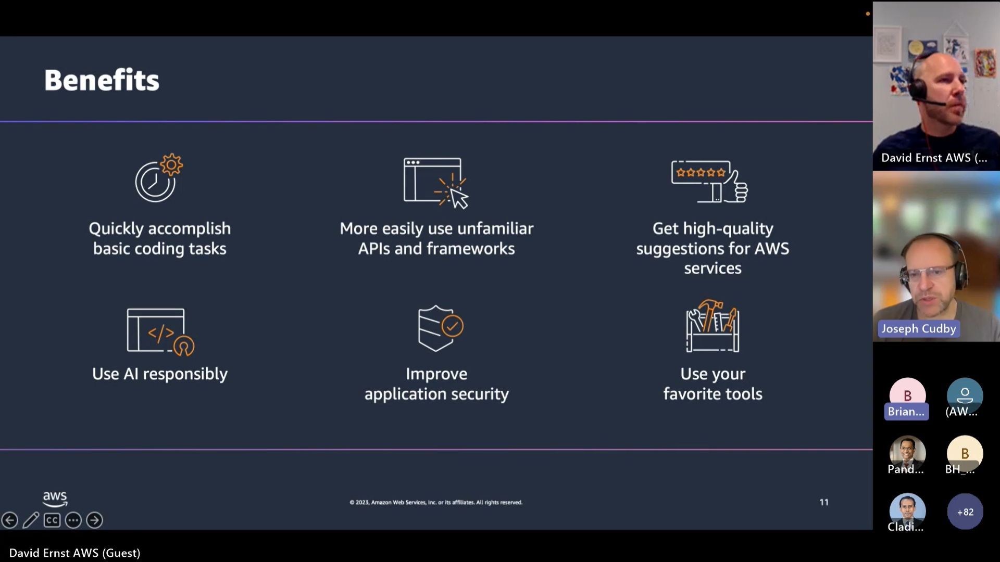 Benefits
Quickly accomplish
basic coding tasks
More easily use unfamiliar
APIs and frameworks
Get high-quality
suggestions for AWS
services
</>
Use AI responsibly
Improve
application security
Use your
favorite tools
aws
© 2023, Amazon Web Services, Inc. or its affiliates. All rights reserved.
11
CC
David Ernst AWS (Guest)
David Ernst AWS (...
Joseph Cudby
B
Brian...
(AW...
Pand...
B
BH_...
Cladi...
+82